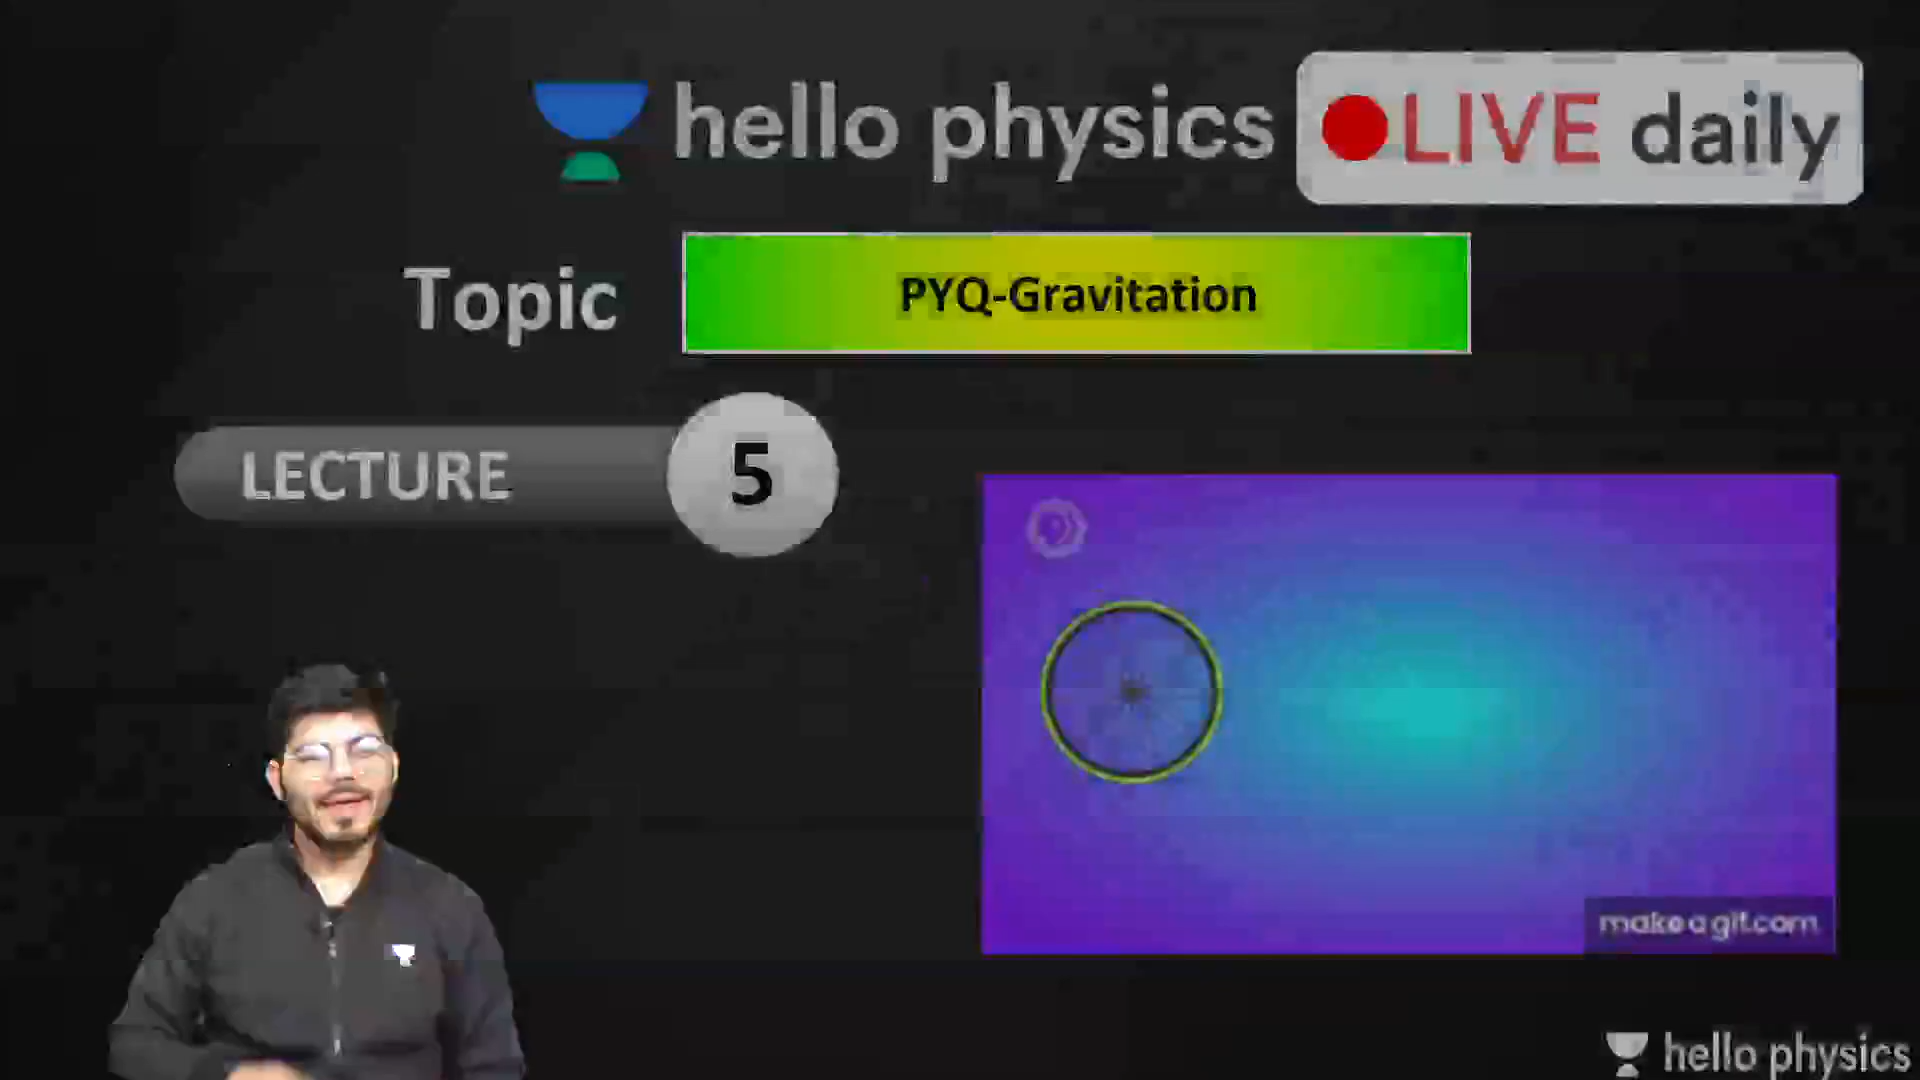 hello physics LIVE daily
Topic PYQ-Gravitation
LECTURE 5
makeagif.com
hello physics